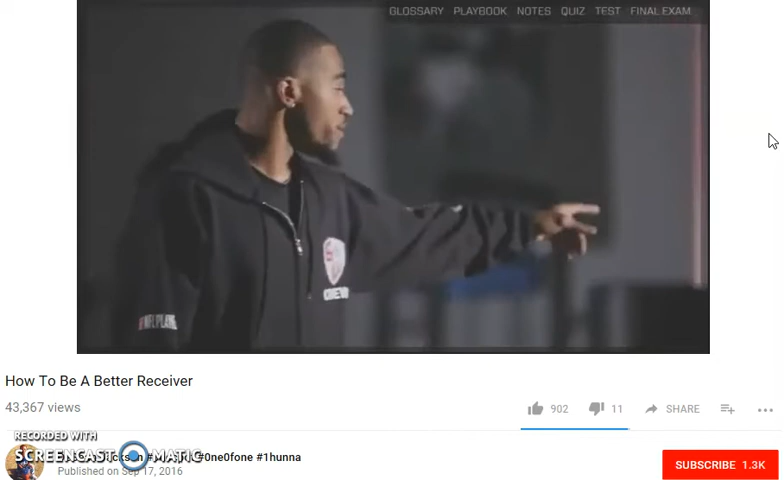 GLOSSARY PLAYBOOK NOTES QUIZ TEST FINAL EXAM
How To Be A Better Receiver
43,367 views
902 11 SHARE
RECORDED WITH
SCREENCAST MATIC
#0ne0fone #1hunna
Published on Sep 17, 2016
SUBSCRIBE 1.3K